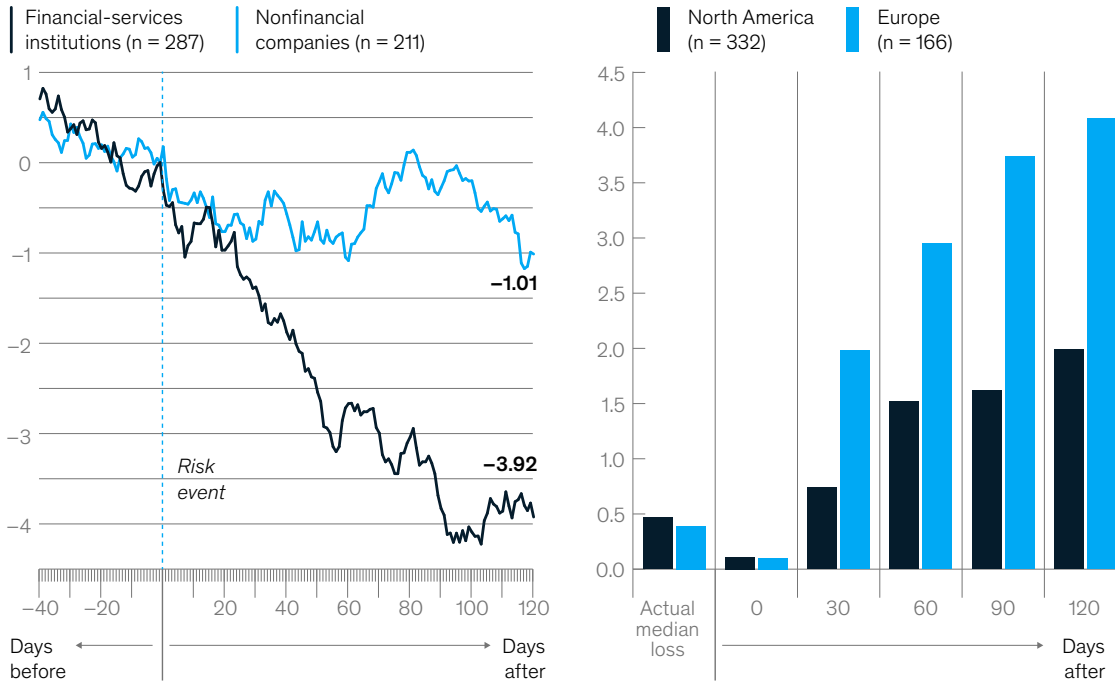 Financial-services
institutions (n = 287)
Nonfinancial
companies (n = 211)
1
0
–1
–2
–3
–4
–1.01
–3.92
Risk
event
–40
–20
20
40
60
80
100
120
Days
before
Days
after
North America
(n = 332)
Europe
(n = 166)
4.5
4.0
3.5
3.0
2.5
2.0
1.5
1.0
0.5
0.0
Actual
median
loss
0
30
60
90
120
Days
after